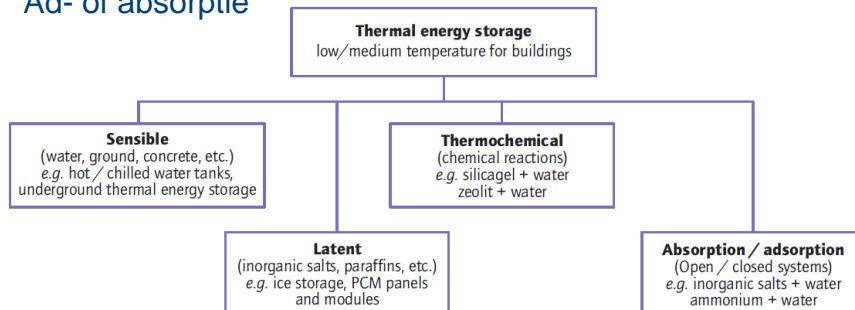 Ad- of absorptie
Thermal energy storage
low/medium temperature for buildings
Sensible
(water, ground, concrete, etc.)
e.g. hot / chilled water tanks,
underground thermal energy storage
Thermochemical
(chemical reactions)
e.g. silicagel + water
zeolit + water
Latent
(inorganic salts, paraffins, etc.)
e.g. ice storage, PCM panels
and modules
Absorption / adsorption
(Open / closed systems)
e.g. inorganic salts + water
ammonium + water